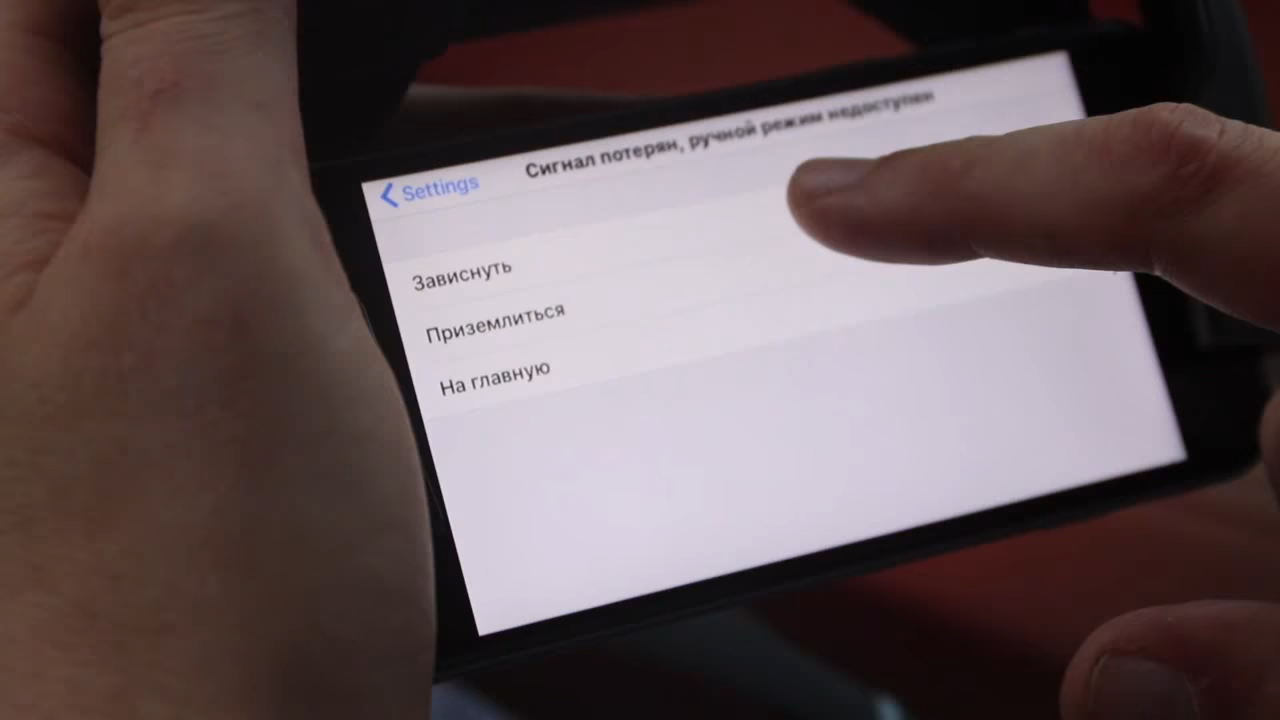 Settings
Сигнал потерян, ручной режим недоступен
Зависнуть
Приземлиться
На главную